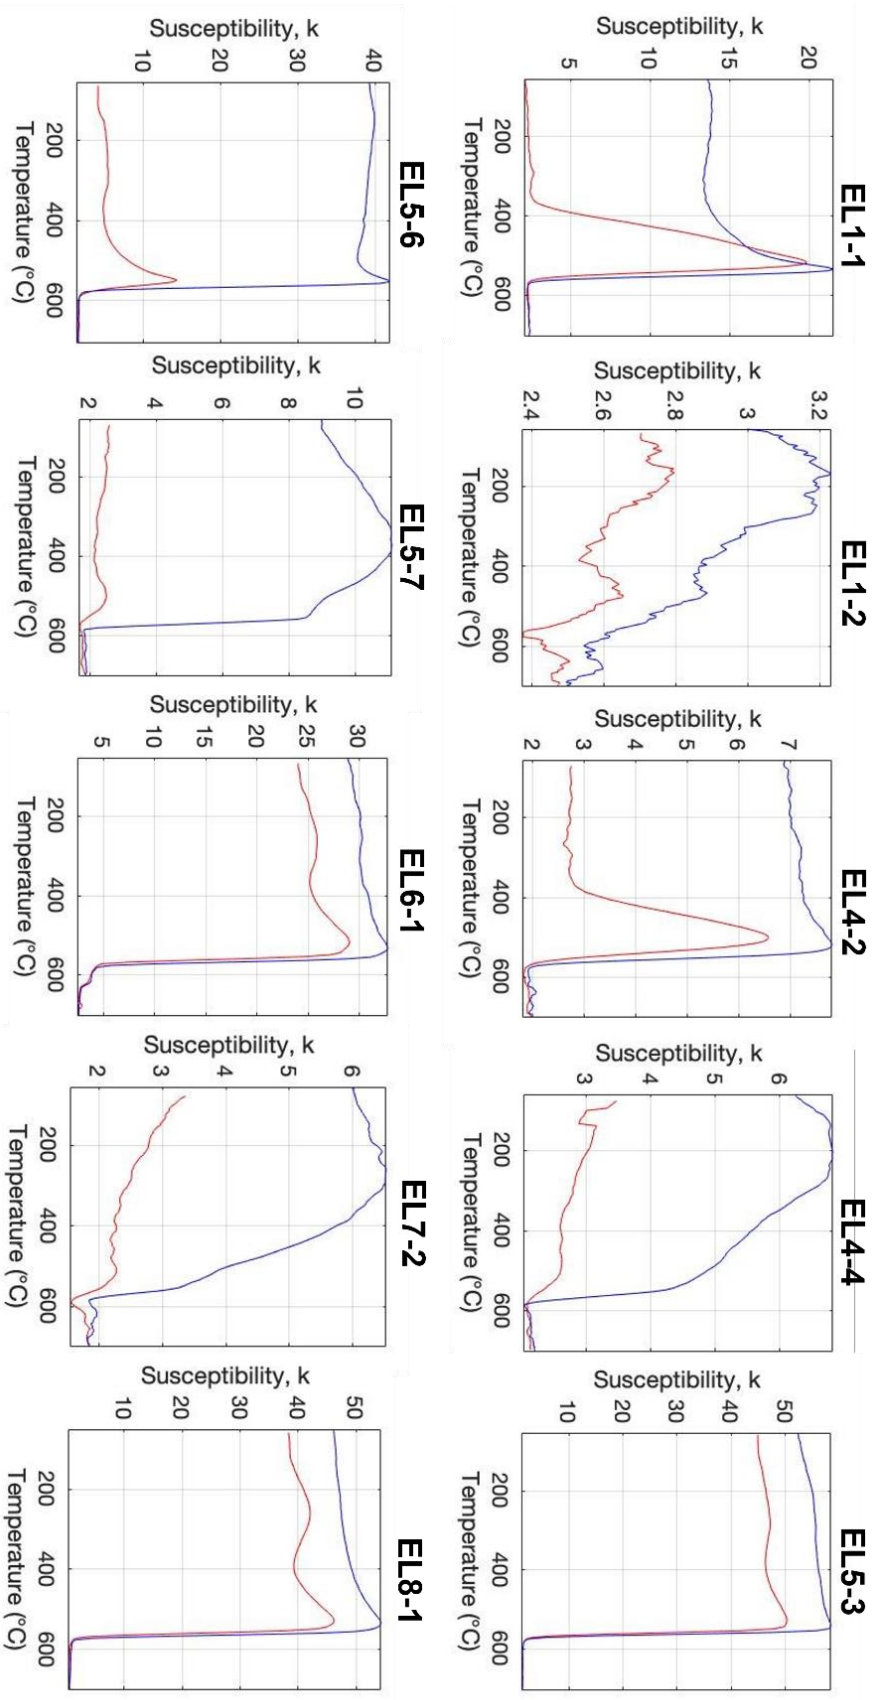 EL1-1
Susceptibility, k
20
15
10
5
200 400 600
Temperature (°C)
EL1-2
Susceptibility, k
3.2
3
2.8
2.6
2.4
200 400 600
Temperature (°C)
EL4-2
Susceptibility, k
7
6
5
4
3
2
200 400 600
Temperature (°C)
EL4-4
Susceptibility, k
6
5
4
3
200 400 600
Temperature (°C)
EL5-3
Susceptibility, k
50
40
30
20
10
200 400 600
Temperature (°C)
EL5-6
Susceptibility, k
40
30
20
10
200 400 600
Temperature (°C)
EL5-7
Susceptibility, k
10
8
6
4
2
200 400 600
Temperature (°C)
EL6-1
Susceptibility, k
30
25
20
15
10
5
200 400 600
Temperature (°C)
EL7-2
Susceptibility, k
6
5
4
3
2
200 400 600
Temperature (°C)
EL8-1
Susceptibility, k
50
40
30
20
10
200 400 600
Temperature (°C)